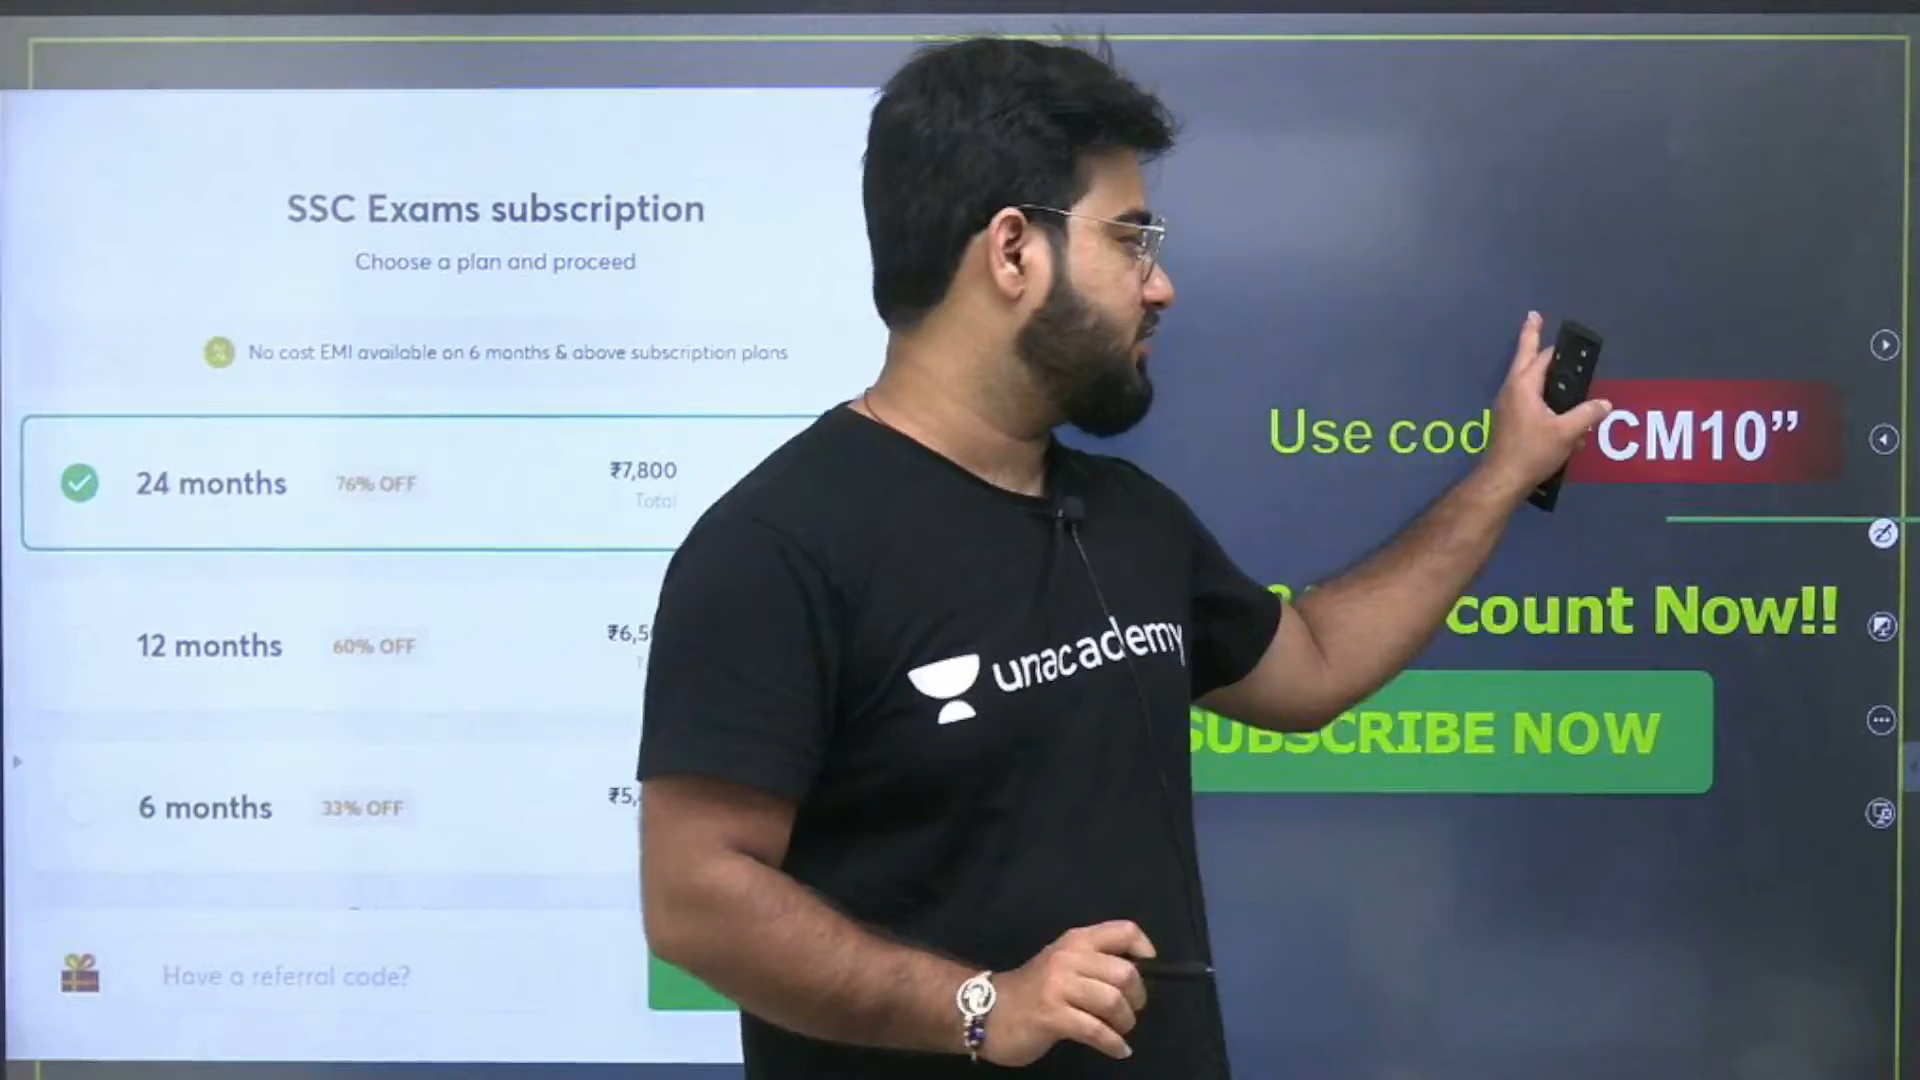 SSC Exams subscription
Choose a plan and proceed
No cost EMI available on 6 months & above subscription plans
24 months 76% OFF ₹7,800
Total
12 months 60% OFF
6 months 33% OFF
Have a referral code?
Use cod
CM10”
count Now!!
SUBSCRIBE NOW
unacademy